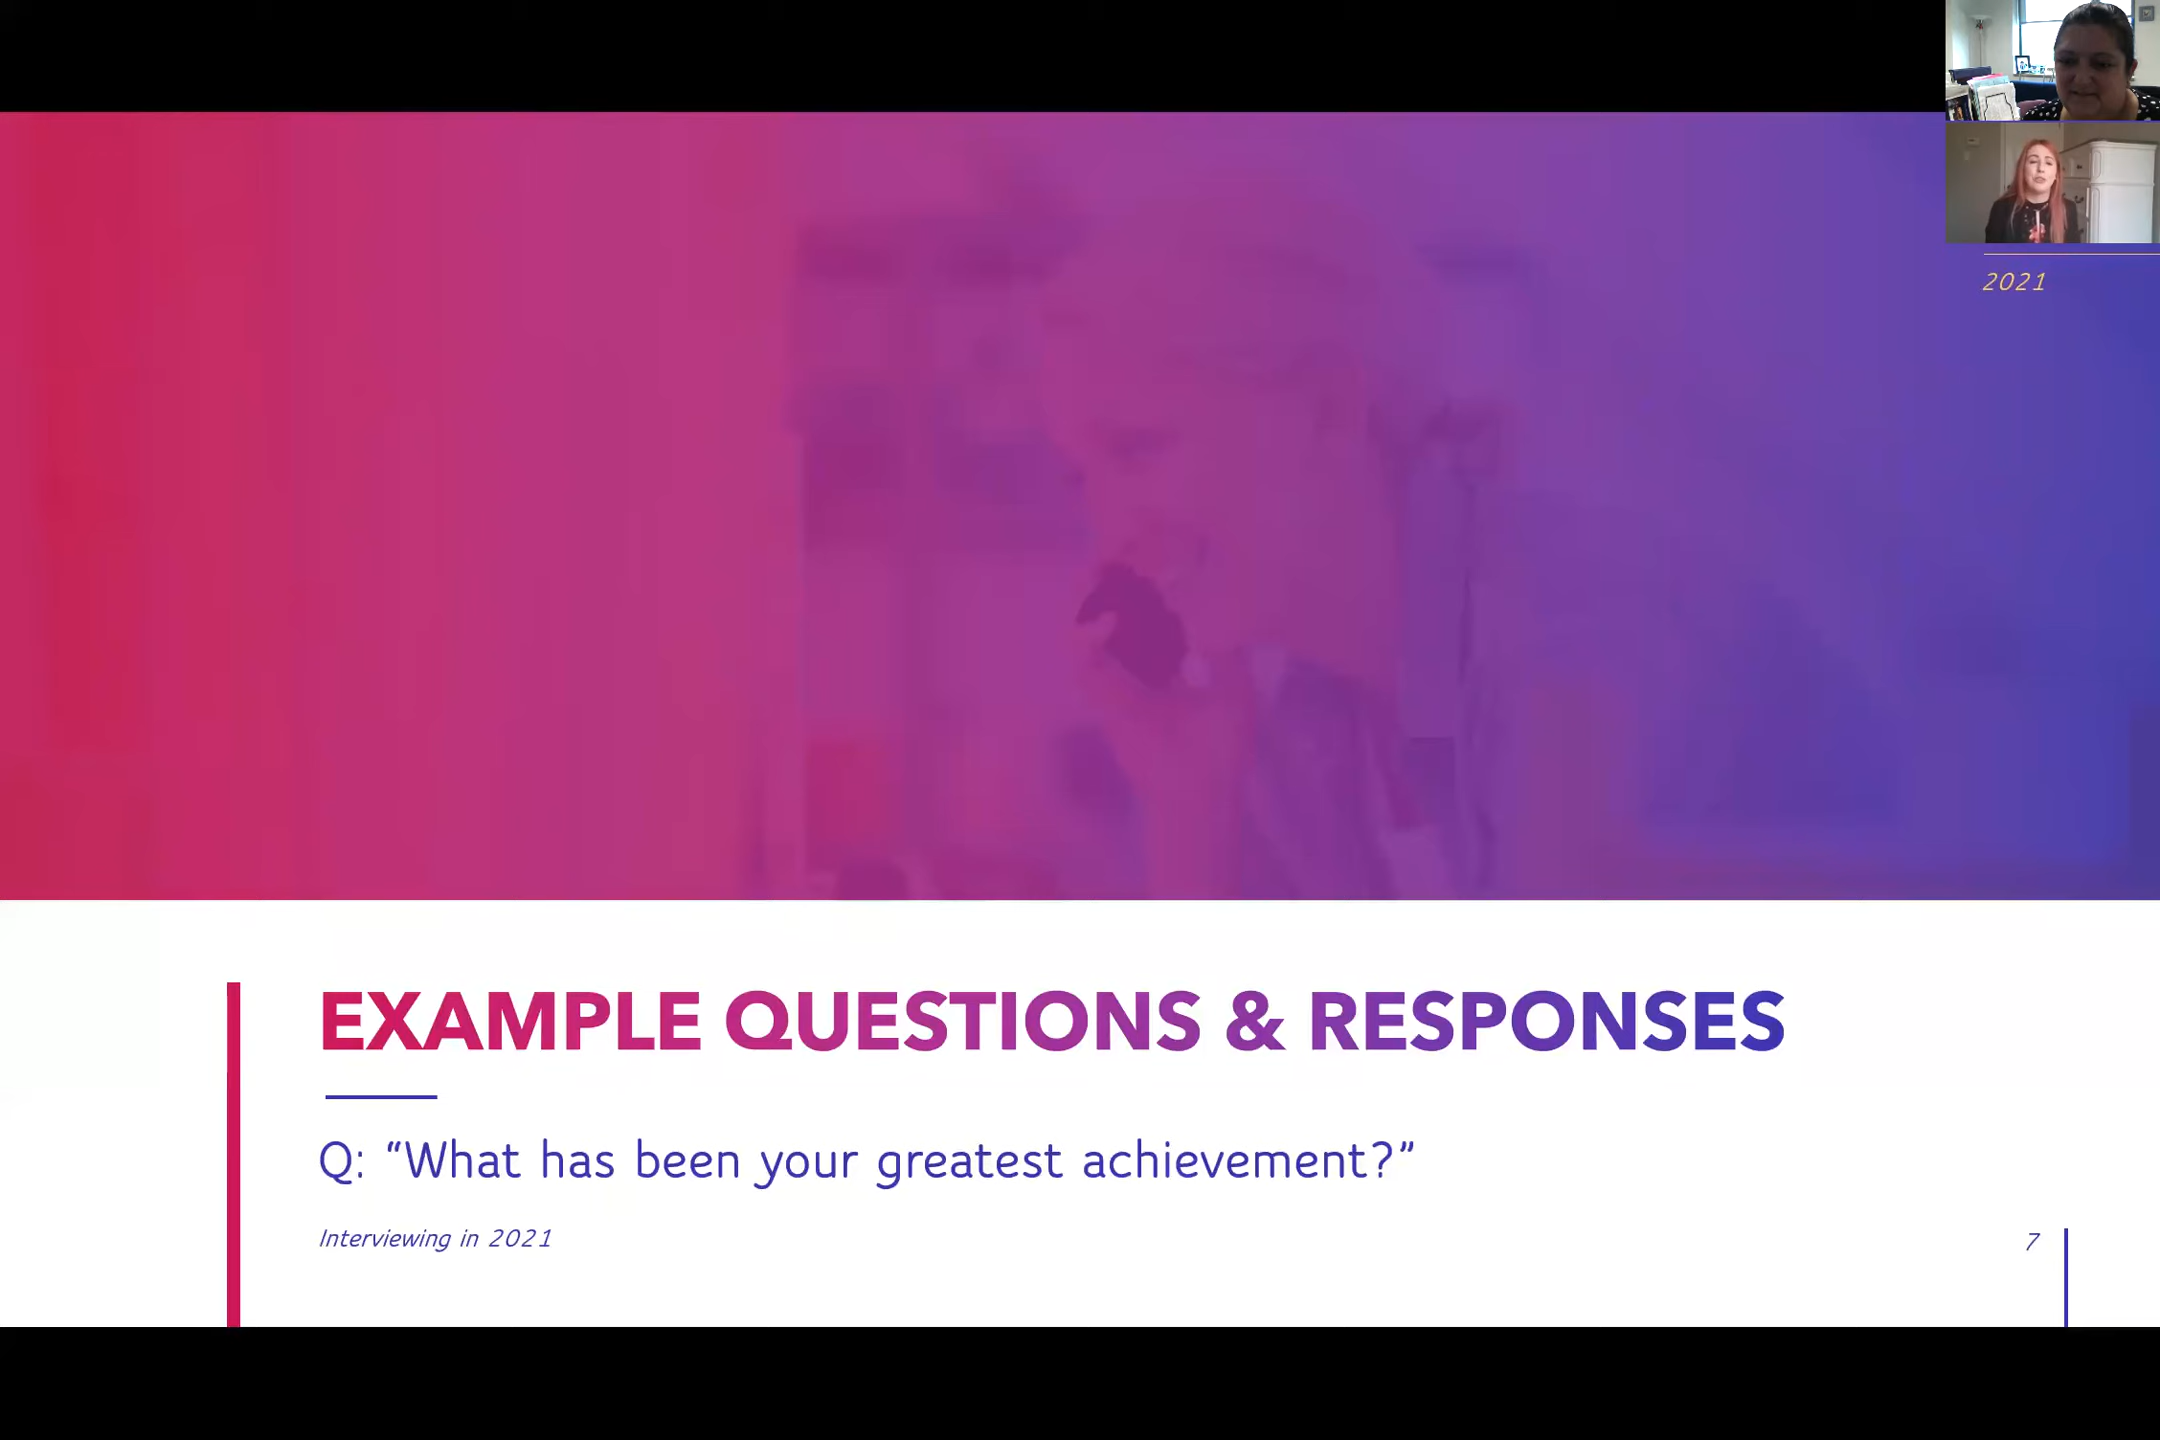 2021
EXAMPLE QUESTIONS & RESPONSES
Q: “What has been your greatest achievement?”
Interviewing in 2021
7